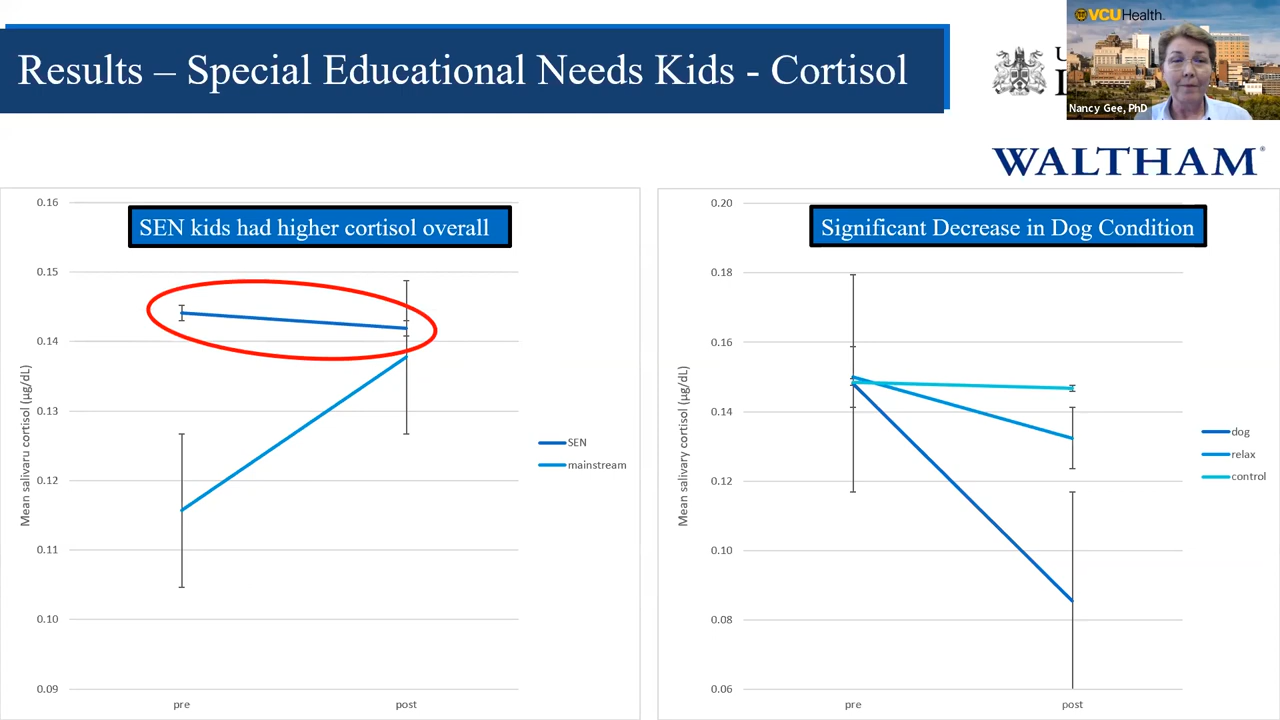 Results – Special Educational Needs Kids - Cortisol
VCUHealth.
Nancy Gee, PhD
WALTHAM®
SEN kids had higher cortisol overall
0.16
0.15
0.14
0.13
0.12
0.11
0.10
0.09
Mean salivaru cortisol (µg/dL)
pre
post
SEN
mainstream
Significant Decrease in Dog Condition
0.20
0.18
0.16
0.14
0.12
0.10
0.08
0.06
Mean salivary cortisol (µg/dL)
pre
post
dog
relax
control